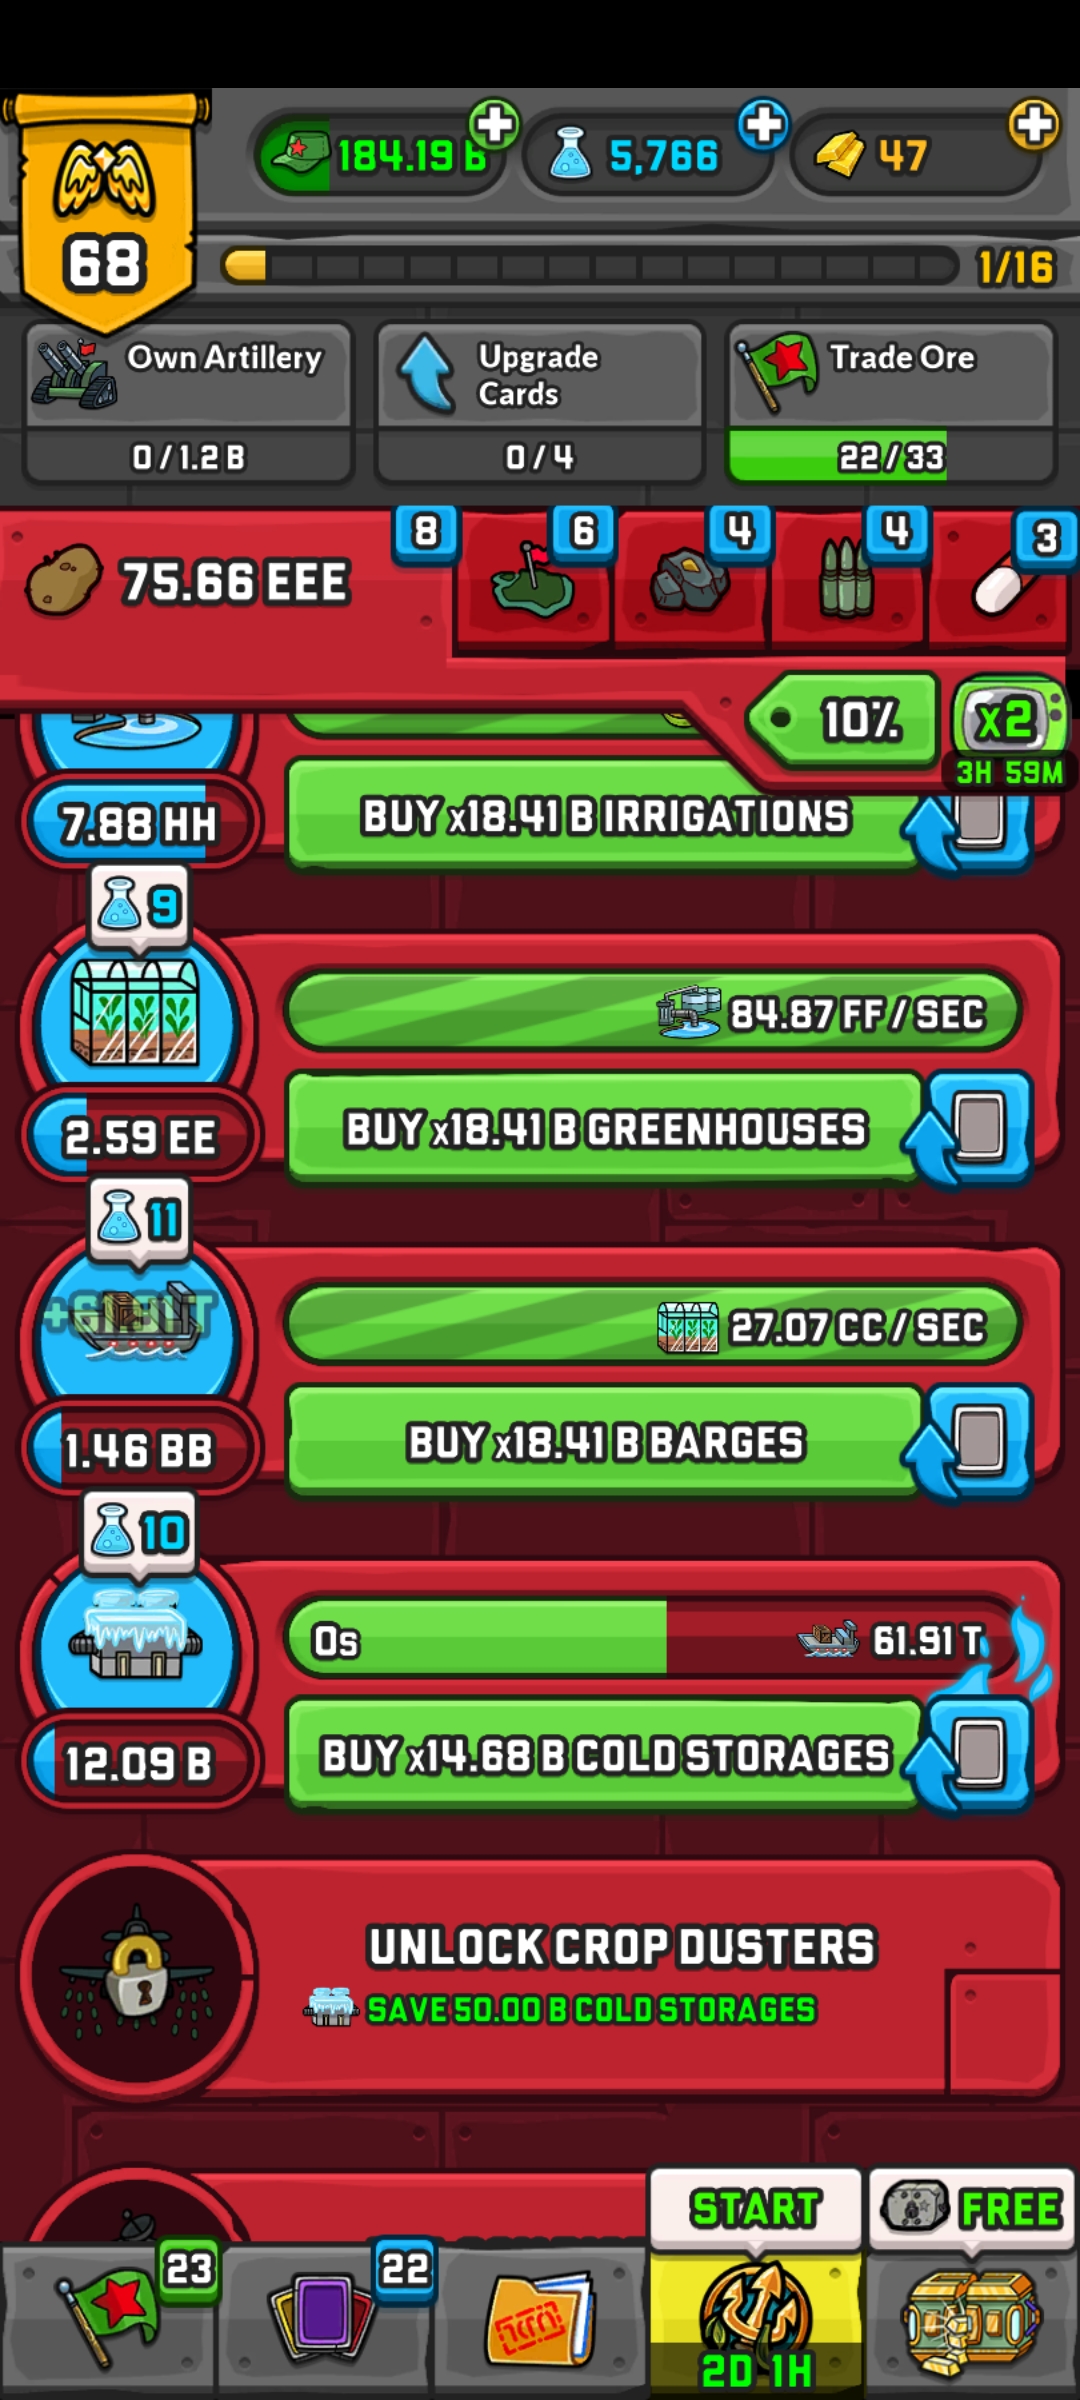 184.19 B
5,766
47
68
1/16
Own Artillery
0 / 1.2 B
Upgrade
Cards
0 / 4
Trade Ore
22 / 33
75.66 EEE
8
6
4
4
3
10%
x2
3H 59M
7.88 HH
BUY x18.41 B IRRIGATIONS
9
84.87 FF / SEC
2.59 EE
BUY x18.41 B GREENHOUSES
11
27.07 CC / SEC
1.46 BB
BUY x18.41 B BARGES
10
0s
61.91 T
12.09 B
BUY x14.68 B COLD STORAGES
UNLOCK CROP DUSTERS
SAVE 50.00 B COLD STORAGES
START
FREE
23
22
2D 1H